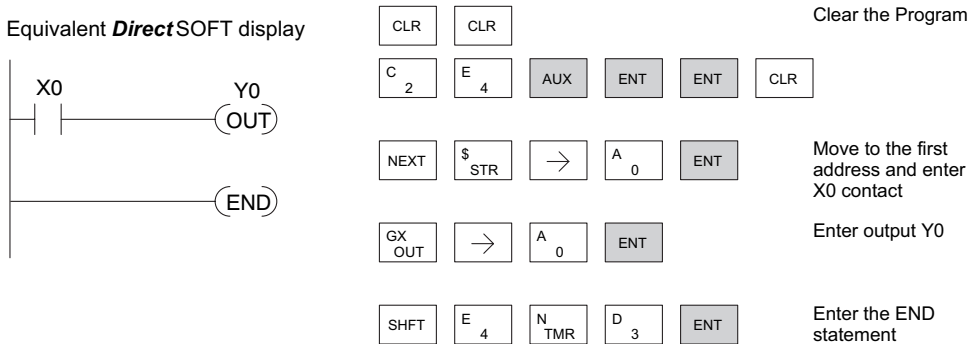 Equivalent DirectSOFT display
X0 Y0
OUT
END
CLR CLR
Clear the Program
C 2 E 4 AUX ENT ENT CLR
NEXT $ STR → A 0 ENT
Move to the first
address and enter
X0 contact
GX OUT → A 0 ENT
Enter output Y0
SHFT E 4 N TMR D 3 ENT
Enter the END
statement